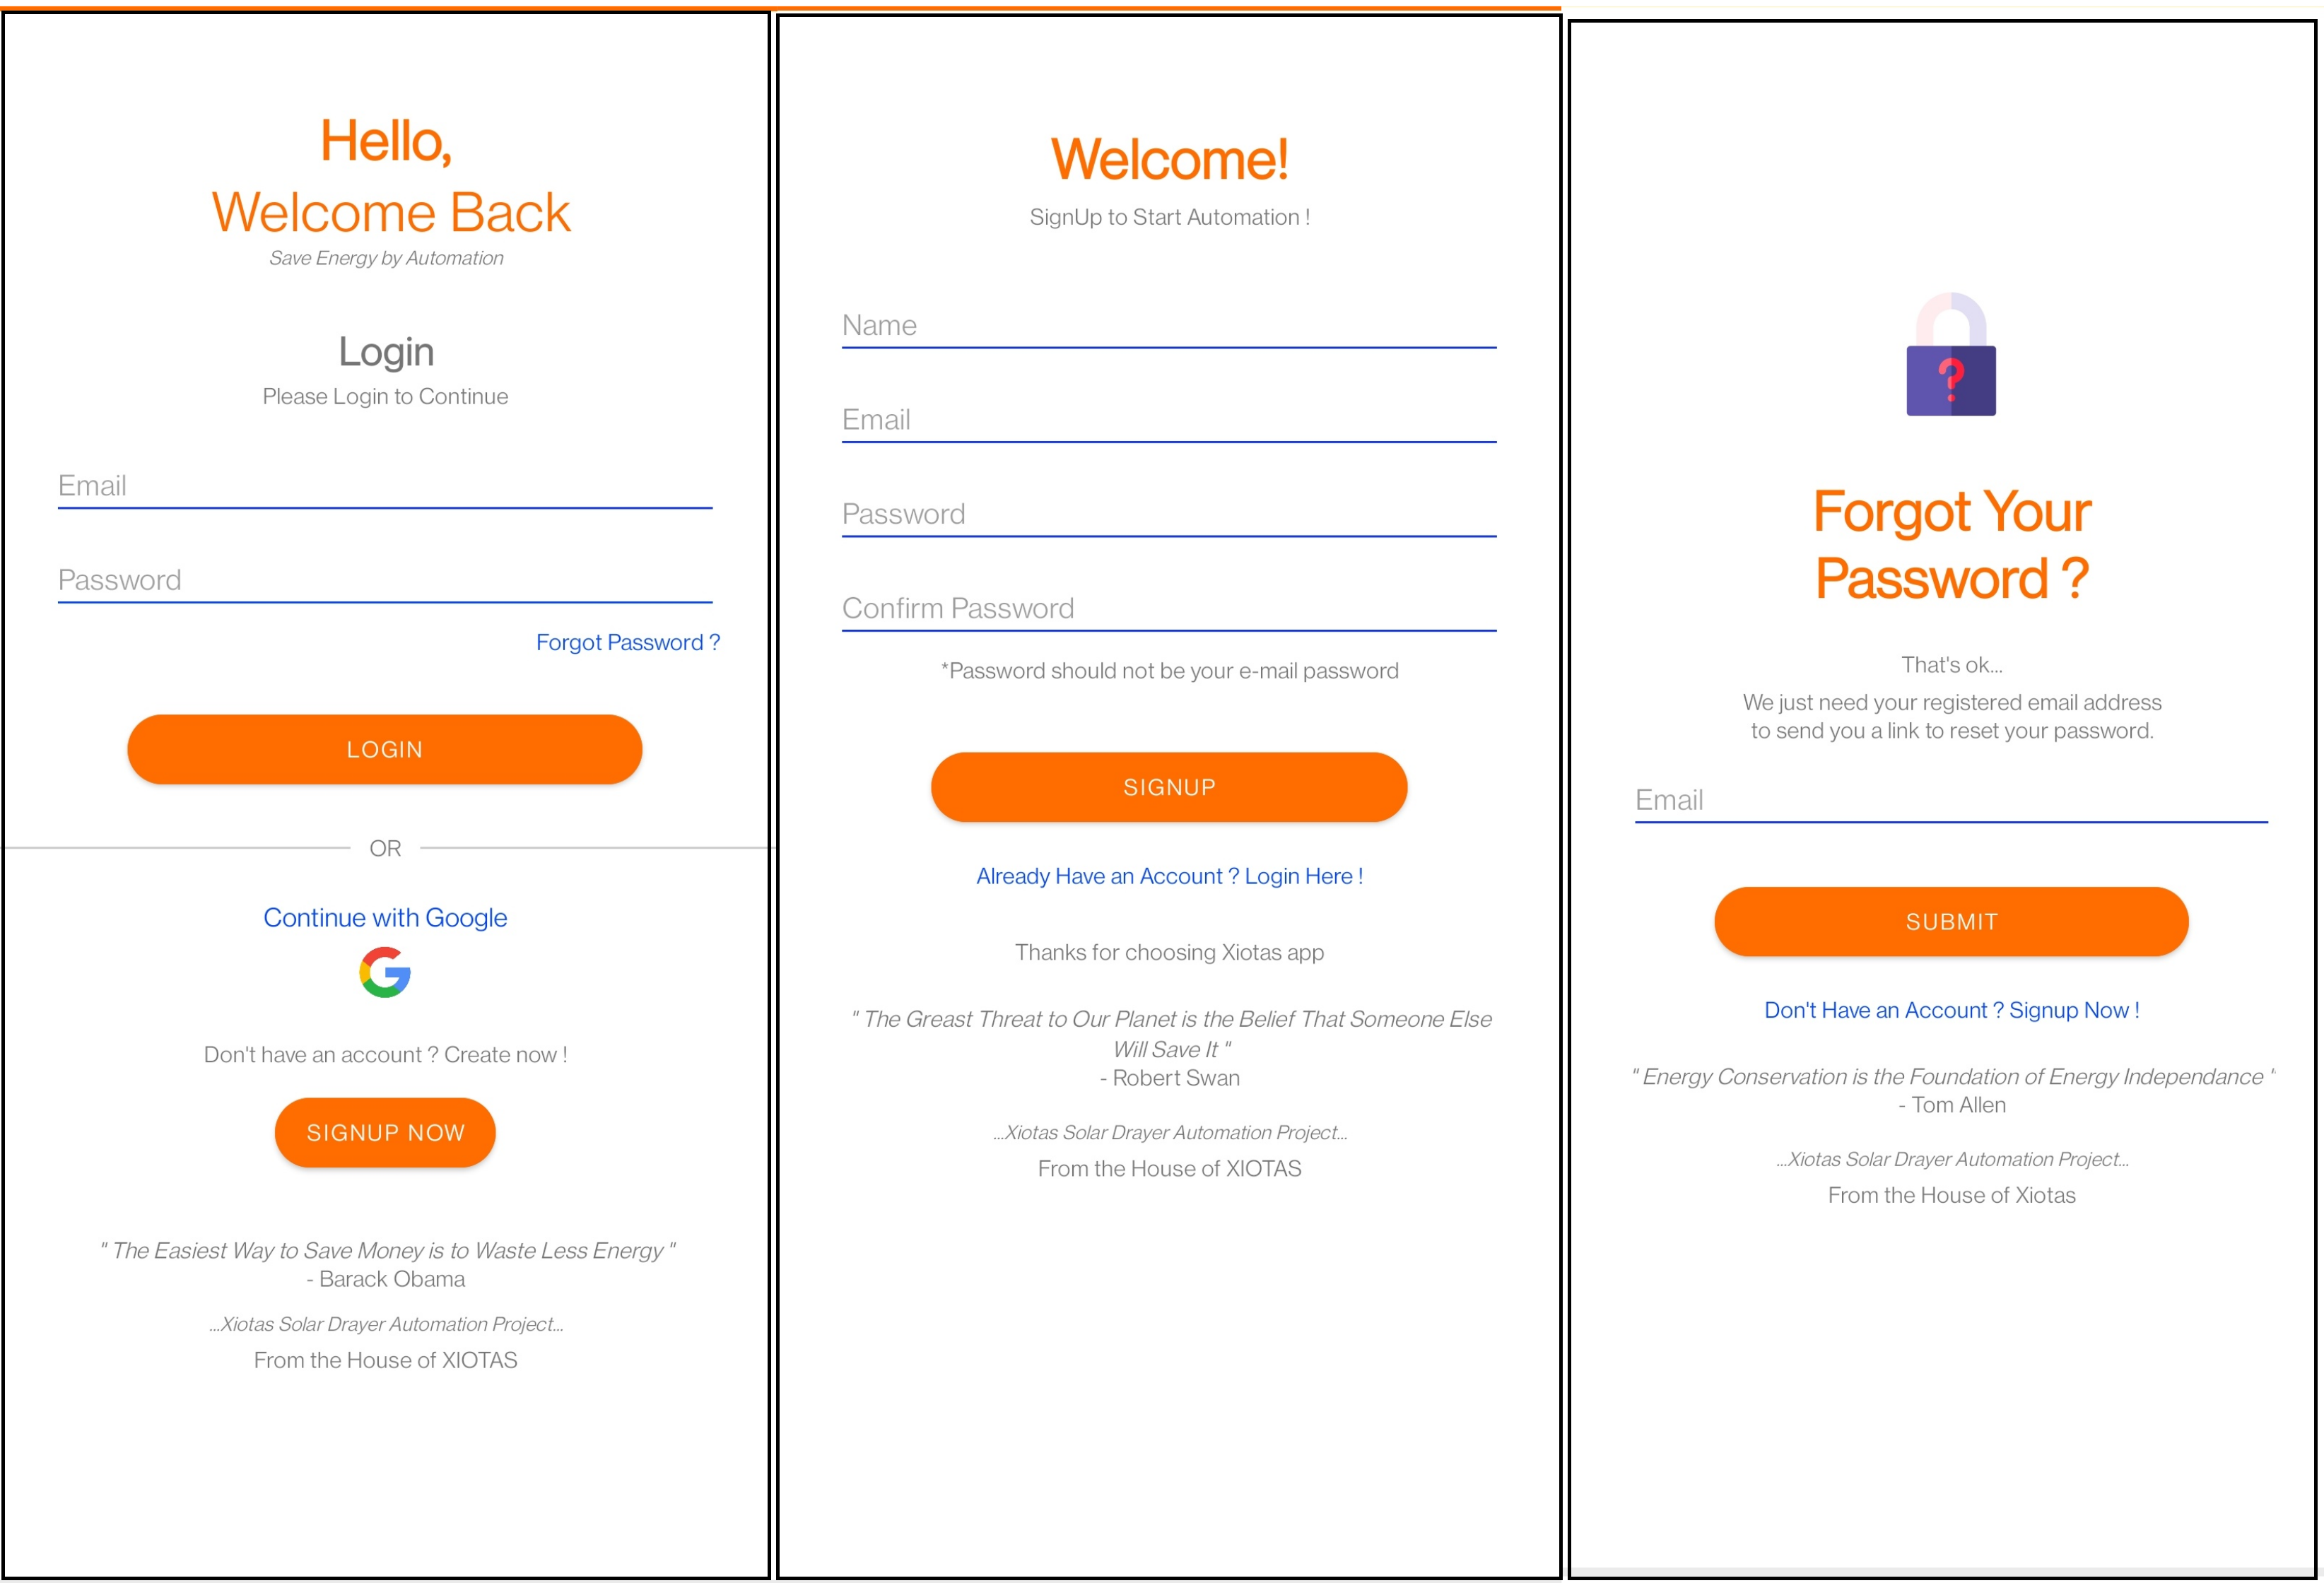 Hello,
Welcome Back
Save Energy by Automation
Login
Please Login to Continue
Email
Password
Forgot Password ?
LOGIN
OR
Continue with Google
G
Don't have an account ? Create now !
SIGNUP NOW
" The Easiest Way to Save Money is to Waste Less Energy "
- Barack Obama
...Xiotas Solar Drayer Automation Project...
From the House of XIOTAS
Welcome!
SignUp to Start Automation !
Name
Email
Password
Confirm Password
*Password should not be your e-mail password
SIGNUP
Already Have an Account ? Login Here !
Thanks for choosing Xiotas app
" The Greast Threat to Our Planet is the Belief That Someone Else
Will Save It "
- Robert Swan
...Xiotas Solar Drayer Automation Project...
From the House of XIOTAS
?
Forgot Your
Password ?
That's ok...
We just need your registered email address
to send you a link to reset your password.
Email
SUBMIT
Don't Have an Account ? Signup Now !
" Energy Conservation is the Foundation of Energy Independance "
- Tom Allen
...Xiotas Solar Drayer Automation Project...
From the House of Xiotas